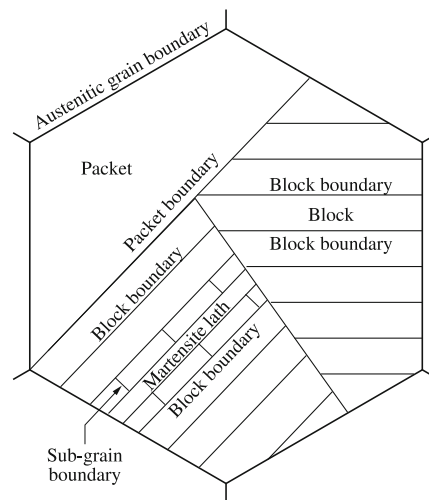 Austenitic grain boundary
Packet
Packet boundary
Block boundary
Block
Block boundary
Block boundary
Martensite lath
Block boundary
Sub-grain
boundary